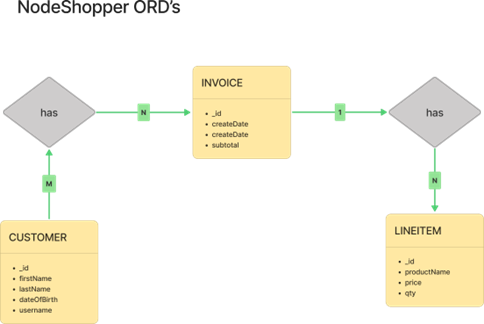 NodeShopper ORD's
has
N
INVOICE
• _id
• createDate
• createDate
• subtotal
1
has
M
N
CUSTOMER
• _id
• firstName
• lastName
• dateOfBirth
• username
LINEITEM
• _id
• productName
• price
• qty